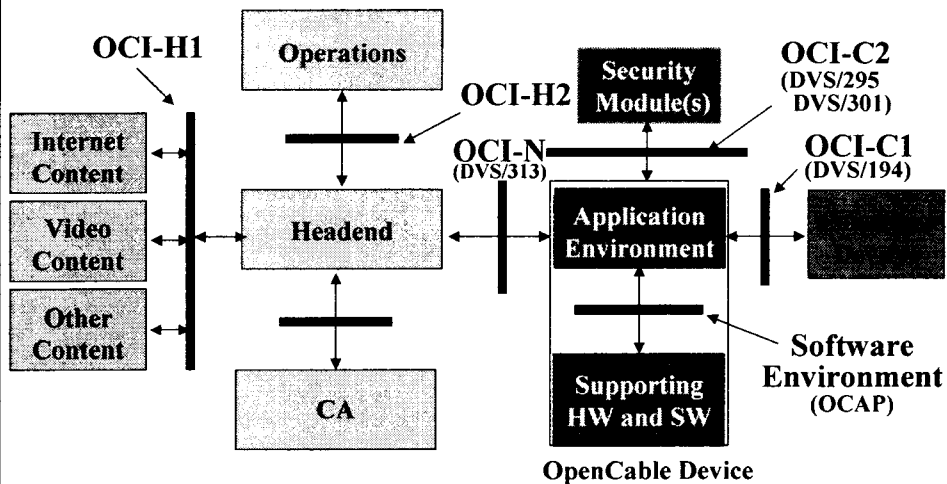 OCI-H1
Operations
OCI-H2
Security
Module(s)
OCI-C2
(DVS/295
DVS/301)
Internet
Content
Video
Content
Other
Content
Headend
OCI-N
(DVS/313)
Application
Environment
OCI-C1
(DVS/194)
CA
Supporting
HW and SW
Software
Environment
(OCAP)
OpenCable Device